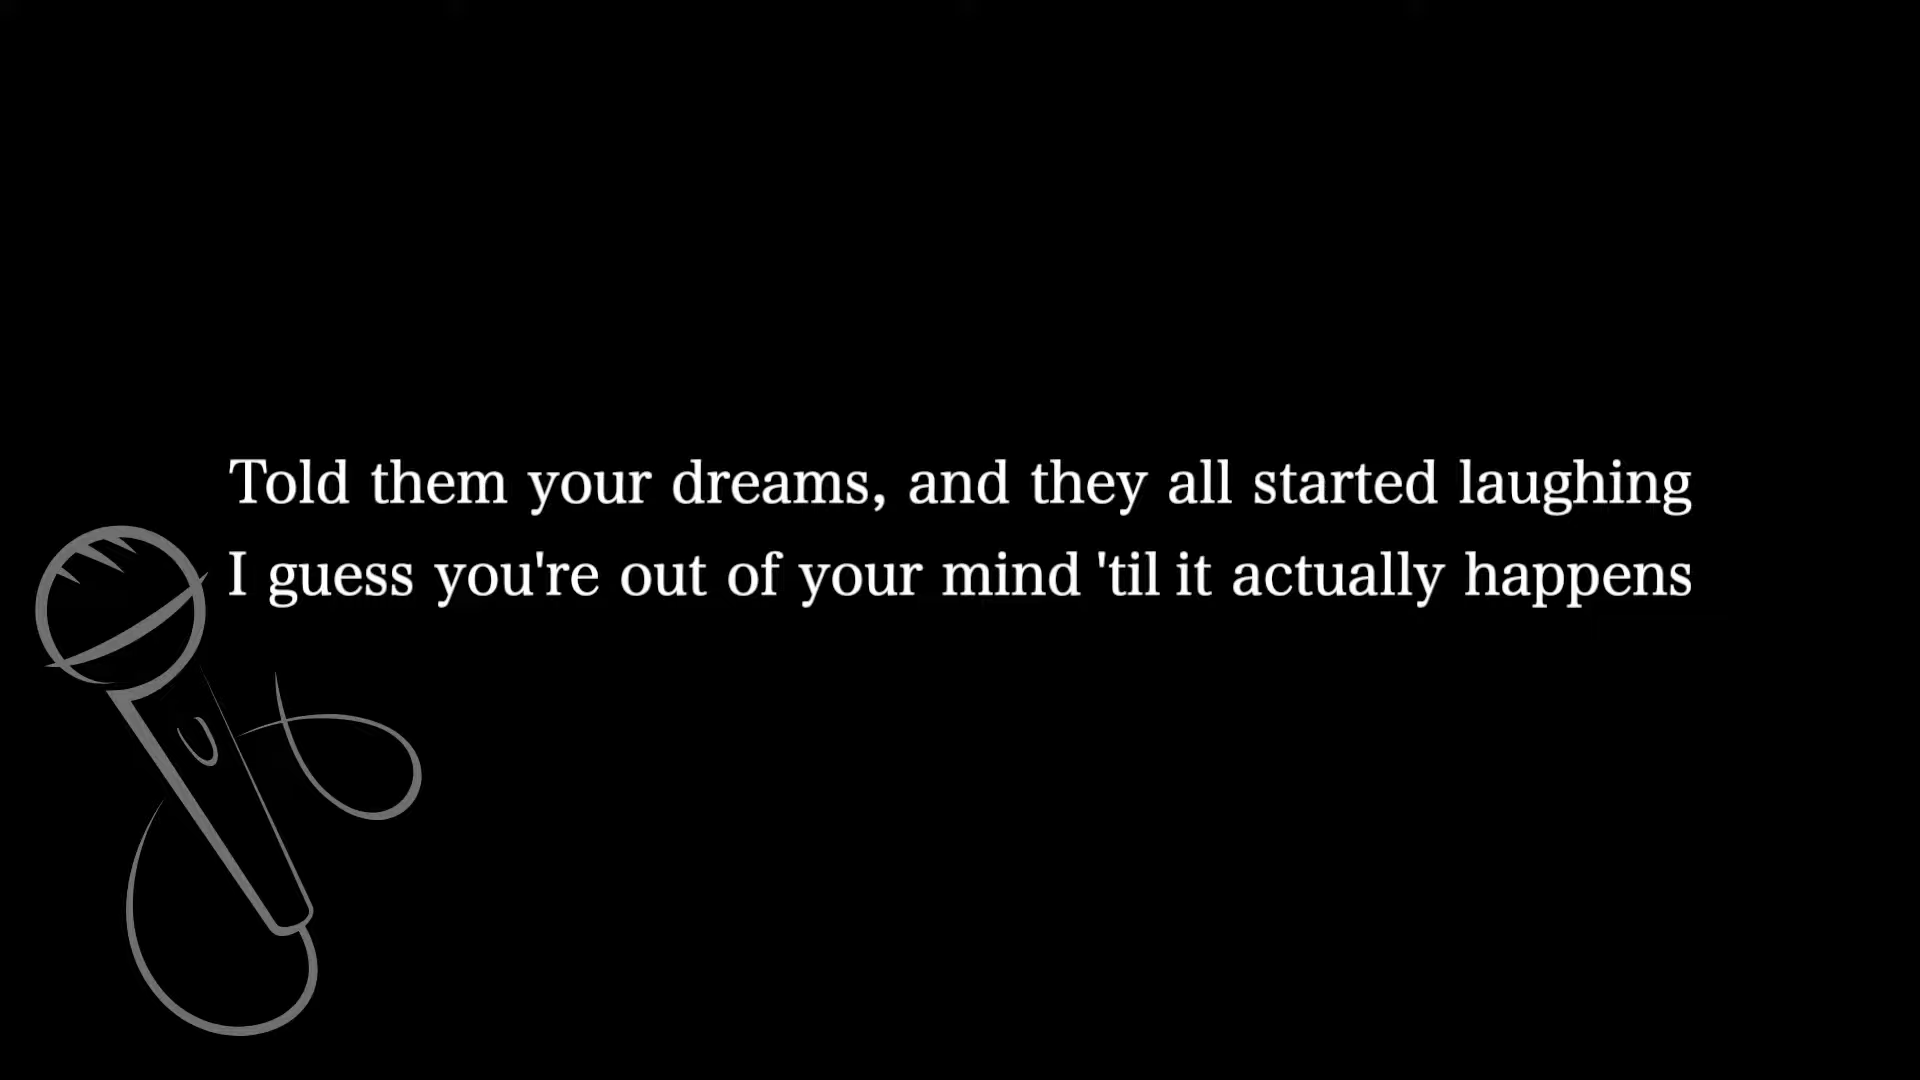 Told them your dreams, and they all started laughing
I guess you're out of your mind 'til it actually happens